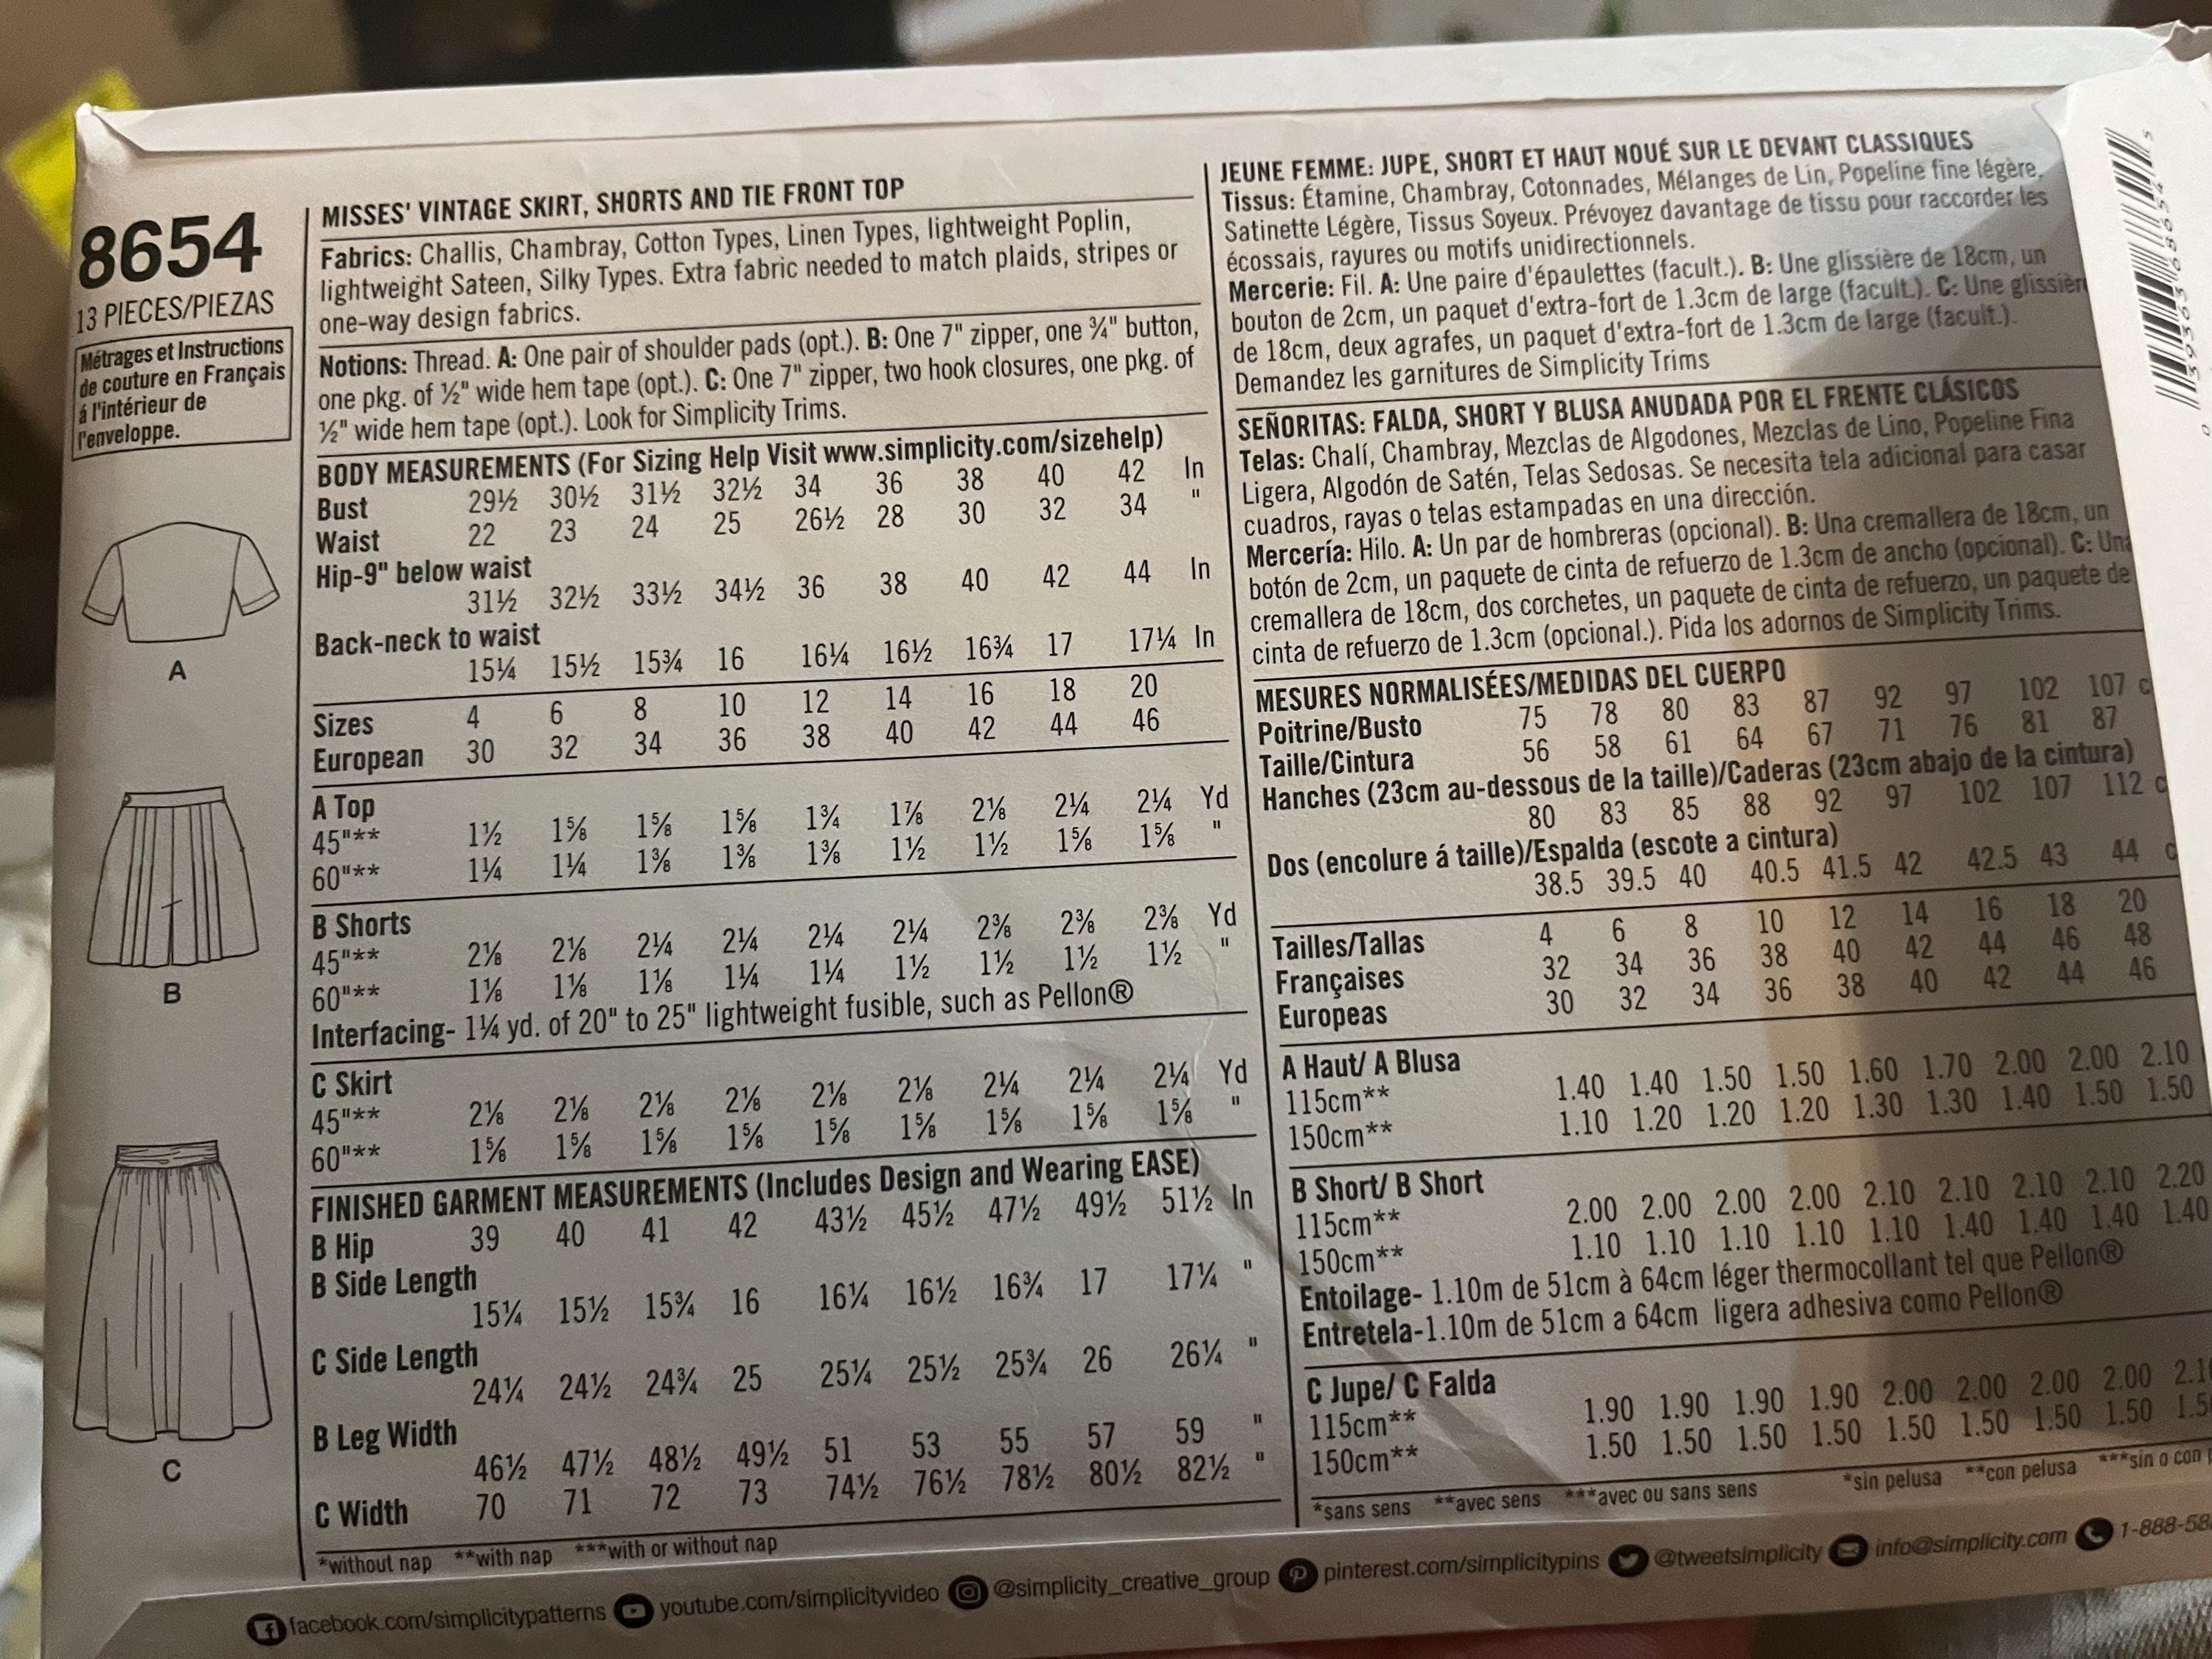 8654
13 PIECES/PIEZAS
Métrages et Instructions
de couture en Français
á l'intérieur de
l'enveloppe.
A
B
C
MISSES' VINTAGE SKIRT, SHORTS AND TIE FRONT TOP
Fabrics: Challis, Chambray, Cotton Types, Linen Types, lightweight Poplin,
lightweight Sateen, Silky Types. Extra fabric needed to match plaids, stripes or
one-way design fabrics.
Notions: Thread. A: One pair of shoulder pads (opt.). B: One 7" zipper, one ¾" button,
one pkg. of ½" wide hem tape (opt.). C: One 7" zipper, two hook closures, one pkg. of
½" wide hem tape (opt.). Look for Simplicity Trims.
BODY MEASUREMENTS (For Sizing Help Visit www.simplicity.com/sizehelp)
Bust 29½ 30½ 31½ 32½ 34 36 38 40 42 In
Waist 22 23 24 25 26½ 28 30 32 34 "
Hip-9" below waist
31½ 32½ 33½ 34½ 36 38 40 42 44 In
Back-neck to waist
15¼ 15½ 15¾ 16 16¼ 16½ 16¾ 17 17¼ In
Sizes 4 6 8 10 12 14 16 18 20
European 30 32 34 36 38 40 42 44 46
A Top
45"** 1½ 1⅝ 1⅝ 1⅝ 1¾ 1⅞ 2⅛ 2¼ 2¼ Yd
60"** 1¼ 1¼ 1⅜ 1⅜ 1⅜ 1½ 1½ 1⅝ 1⅝ "
B Shorts
45"** 2⅛ 2⅛ 2¼ 2¼ 2¼ 2¼ 2⅜ 2⅜ 2⅜ Yd
60"** 1⅛ 1⅛ 1⅛ 1¼ 1¼ 1½ 1½ 1½ 1½ "
Interfacing- 1¼ yd. of 20" to 25" lightweight fusible, such as Pellon®
C Skirt
45"** 2⅛ 2⅛ 2⅛ 2⅛ 2⅛ 2⅛ 2¼ 2¼ 2¼ Yd
60"** 1⅝ 1⅝ 1⅝ 1⅝ 1⅝ 1⅝ 1⅝ 1⅝ 1⅝ "
FINISHED GARMENT MEASUREMENTS (Includes Design and Wearing EASE)
B Hip 39 40 41 42 43½ 45½ 47½ 49½ 51½ In
B Side Length
15¼ 15½ 15¾ 16 16¼ 16½ 16¾ 17 17¼ "
C Side Length
24¼ 24½ 24¾ 25 25¼ 25½ 25¾ 26 26¼ "
B Leg Width
46½ 47½ 48½ 49½ 51 53 55 57 59 "
C Width 70 71 72 73 74½ 76½ 78½ 80½ 82½ "
*without nap **with nap ***with or without nap
JEUNE FEMME: JUPE, SHORT ET HAUT NOUÉ SUR LE DEVANT CLASSIQUES
Tissus: Étamine, Chambray, Cotonnades, Mélanges de Lin, Popeline fine légère,
Satinette Légère, Tissus Soyeux. Prévoyez davantage de tissu pour raccorder les
écossais, rayures ou motifs unidirectionnels.
Mercerie: Fil. A: Une paire d'épaulettes (facult.). B: Une glissière de 18cm, un
bouton de 2cm, un paquet d'extra-fort de 1.3cm de large (facult.). C: Une
de 18cm, deux agrafes, un paquet d'extra-fort de 1.3cm de large (facult.).
Demandez les garnitures de Simplicity Trims
SEÑORITAS: FALDA, SHORT Y BLUSA ANUDADA POR EL FRENTE CLÁSICOS
Telas: Chalí, Chambray, Mezclas de Algodones, Mezclas de Lino, Popeline Fina
Ligera, Algodón de Satén, Telas Sedosas. Se necesita tela adicional para casar
cuadros, rayas o telas estampadas en una dirección.
Mercería: Hilo. A: Un par de hombreras (opcional). B: Una cremallera de 18cm, un
botón de 2cm, un paquete de cinta de refuerzo de 1.3cm de ancho (opcional). C: Una
cremallera de 18cm, dos corchetes, un paquete de cinta de refuerzo, un paquete de
cinta de refuerzo de 1.3cm (opcional.). Pida los adornos de Simplicity Trims.
MESURES NORMALISÉES/MEDIDAS DEL CUERPO
Poitrine/Busto 75 78 80 83 87 92 97 102 107
Taille/Cintura 56 58 61 64 67 71 76 81 87
Hanches (23cm au-dessous de la taille)/Caderas (23cm abajo de la cintura)
80 83 85 88 92 97 102 107 112
Dos (encolure á taille)/Espalda (escote a cintura)
38.5 39.5 40 40.5 41.5 42 42.5 43 44
Tailles/Tallas 4 6 8 10 12 14 16 18 20
Françaises 32 34 36 38 40 42 44 46 48
Europeas 30 32 34 36 38 40 42 44 46
A Haut/ A Blusa
115cm** 1.40 1.40 1.50 1.50 1.60 1.70 2.00 2.00 2.10
150cm** 1.10 1.20 1.20 1.20 1.30 1.30 1.40 1.50 1.50
B Short/ B Short
115cm** 2.00 2.00 2.00 2.00 2.10 2.10 2.10 2.10 2.20
150cm** 1.10 1.10 1.10 1.10 1.10 1.40 1.40 1.40 1.40
Entoilage- 1.10m de 51cm à 64cm léger thermocollant tel que Pellon®
Entretela-1.10m de 51cm a 64cm ligera adhesiva como Pellon®
C Jupe/ C Falda
115cm** 1.90 1.90 1.90 1.90 2.00 2.00 2.00 2.00
150cm** 1.50 1.50 1.50 1.50 1.50 1.50 1.50 1.50
*sans sens **avec sens ***avec ou sans sens *sin pelusa **con pelusa ***sin o con
facebook.com/simplicitypatterns youtube.com/simplicityvideo @simplicity_creative_group pinterest.com/simplicitypins @tweetsimplicity info@simplicity.com 1-888-58